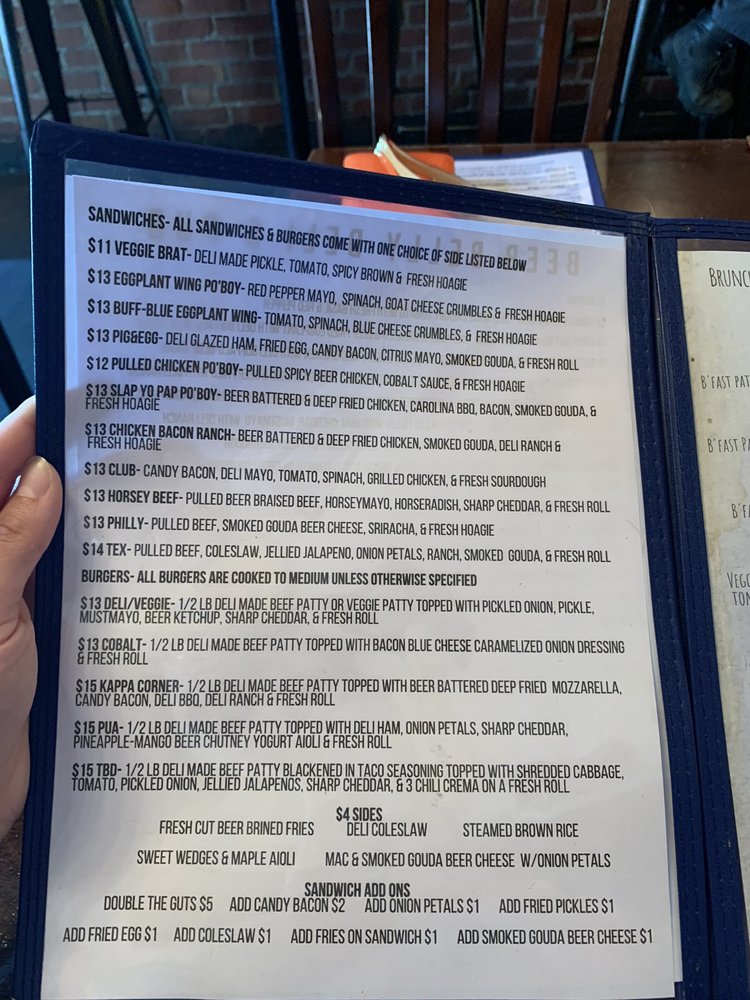 SANDWICHES- ALL SANDWICHES & BURGERS COME WITH ONE CHOICE OF SIDE LISTED BELOW
$11 VEGGIE BRAT- DELI MADE PICKLE, TOMATO, SPICY BROWN & FRESH HOAGIE
$13 EGGPLANT WING PO'BOY- RED PEPPER MAYO, SPINACH, GOAT CHEESE CRUMBLES & FRESH HOAGIE
$13 BUFF-BLUE EGGPLANT WING- TOMATO, SPINACH, BLUE CHEESE CRUMBLES, & FRESH HOAGIE
$13 PIG&EGG- DELI GLAZED HAM, FRIED EGG, CANDY BACON, CITRUS MAYO, SMOKED GOUDA, & FRESH ROLL
$12 PULLED CHICKEN PO'BOY- PULLED SPICY BEER CHICKEN, COBALT SAUCE, & FRESH HOAGIE
$13 SLAP YO PAP PO'BOY- BEER BATTERED & DEEP FRIED CHICKEN, CAROLINA BBQ, BACON, SMOKED GOUDA, &
FRESH HOAGIE
$13 CHICKEN BACON RANCH- BEER BATTERED & DEEP FRIED CHICKEN, SMOKED GOUDA, DELI RANCH &
FRESH HOAGIE
$13 CLUB- CANDY BACON, DELI MAYO, TOMATO, SPINACH, GRILLED CHICKEN, & FRESH SOURDOUGH
$13 HORSEY BEEF- PULLED BEER BRAISED BEEF, HORSEYMAYO, HORSERADISH, SHARP CHEDDAR, & FRESH ROLL
$13 PHILLY- PULLED BEEF, SMOKED GOUDA BEER CHEESE, SRIRACHA, & FRESH HOAGIE
$14 TEX- PULLED BEEF, COLESLAW, JELLIED JALAPENO, ONION PETALS, RANCH, SMOKED GOUDA, & FRESH ROLL
BURGERS- ALL BURGERS ARE COOKED TO MEDIUM UNLESS OTHERWISE SPECIFIED
$13 DELI/VEGGIE- 1/2 LB DELI MADE BEEF PATTY OR VEGGIE PATTY TOPPED WITH PICKLED ONION, PICKLE,
MUSTMAYO, BEER KETCHUP, SHARP CHEDDAR, & FRESH ROLL
$13 COBALT- 1/2 LB DELI MADE BEEF PATTY TOPPED WITH BACON BLUE CHEESE CARAMELIZED ONION DRESSING
& FRESH ROLL
$15 KAPPA CORNER- 1/2 LB DELI MADE BEEF PATTY TOPPED WITH BEER BATTERED DEEP FRIED MOZZARELLA,
CANDY BACON, DELI BBQ, DELI RANCH & FRESH ROLL
$15 PUA- 1/2 LB DELI MADE BEEF PATTY TOPPED WITH DELI HAM, ONION PETALS, SHARP CHEDDAR,
PINEAPPLE-MANGO BEER CHUTNEY YOGURT AIOLI & FRESH ROLL
$15 TBD- 1/2 LB DELI MADE BEEF PATTY BLACKENED IN TACO SEASONING TOPPED WITH SHREDDED CABBAGE,
TOMATO, PICKLED ONION, JELLIED JALAPENOS, SHARP CHEDDAR, & 3 CHILI CREMA ON A FRESH ROLL
$4 SIDES
FRESH CUT BEER BRINED FRIES DELI COLESLAW STEAMED BROWN RICE
SWEET WEDGES & MAPLE AIOLI MAC & SMOKED GOUDA BEER CHEESE W/ONION PETALS
SANDWICH ADD ONS
DOUBLE THE GUTS $5 ADD CANDY BACON $2 ADD ONION PETALS $1 ADD FRIED PICKLES $1
ADD FRIED EGG $1 ADD COLESLAW $1 ADD FRIES ON SANDWICH $1 ADD SMOKED GOUDA BEER CHEESE $1
BRUNC
B'FAST PAT
B'FAST PA
B'F
VEGG
TOM